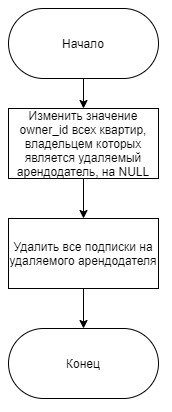 Начало
Изменить значение
owner_id всех квартир,
владельцем которых
является удаляемый
арендодатель, на NULL
Удалить все подписки на
удаляемого арендодателя
Конец